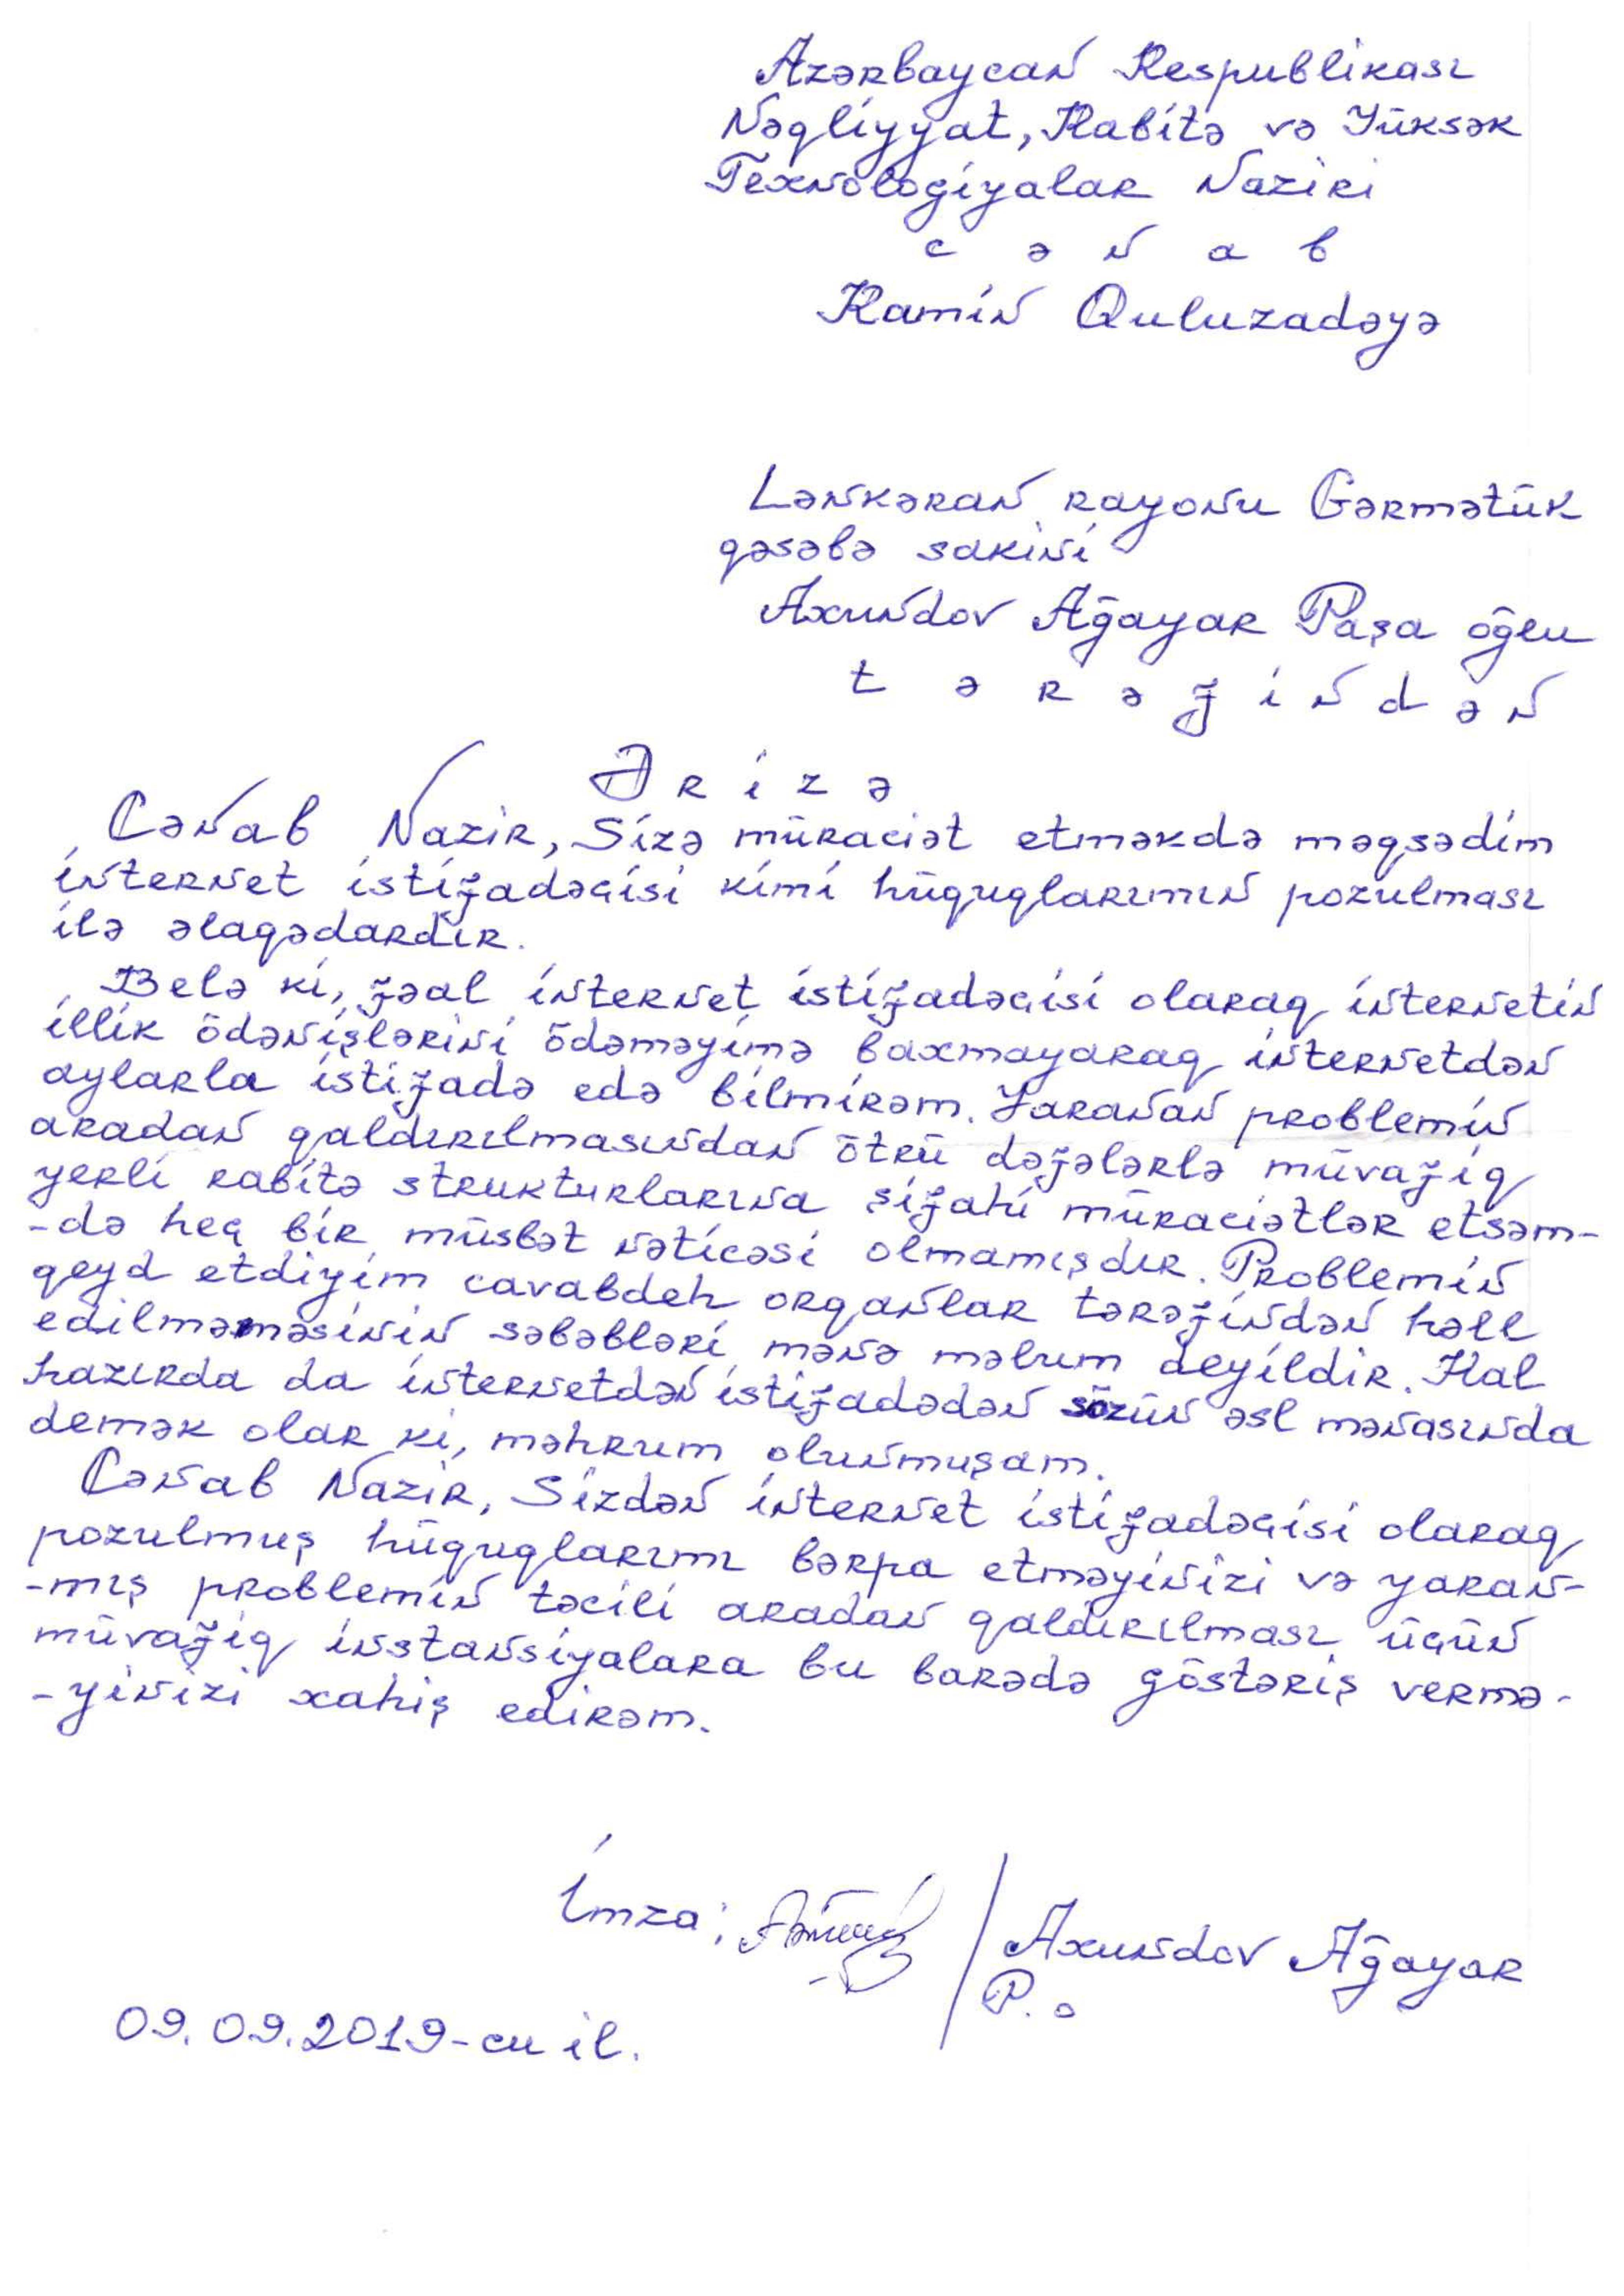 Azərbaycan Respublikası
Nəqliyyat, Rabitə və Yüksək
Texnologiyalar Naziri
c ə n a b
Ramin Quluzadəyə
Lənkəran rayonu Gərmətük
qəsəbə sakini
Axundov Ağayar Paşa oğlu
t ə r ə f i n d ə n
Ə r i z ə
Cənab Nazir, Sizə müraciət etməkdə məqsədim
internet istifadəçisi kimi hüquqlarımın pozulması
ilə əlaqədardır.
Belə ki, fəal internet istifadəçisi olaraq internetin
illik ödənişlərini ödəməyimə baxmayaraq internetdən
aylarla istifadə edə bilmirəm. Yaranan problemin
aradan qaldırılmasından ötrü dəfələrlə müvafiq
yerli rabitə strukturlarına şifahi müraciətlər etsəm-
-də heç bir müsbət nəticəsi olmamışdır. Problemin
qeyd etdiyim cavabdeh orqanlar tərəfindən həll
edilməməsinin səbəbləri mənə məlum deyildir. Hal
hazırda da internetdən istifadədən sözün əsl mənasında
demək olar ki, məhrum olunmuşam.
Cənab Nazir, Sizdən internet istifadəçisi olaraq
pozulmuş hüquqlarımı bərpa etməyinizi və yaran-
-mış problemin təcili aradan qaldırılması üçün
müvafiq instansiyalara bu barədə göstəriş vermə-
-yinizi xahiş edirəm.
İmza: / Axundov Ağayar
P. o
09.09.2019-cu il.